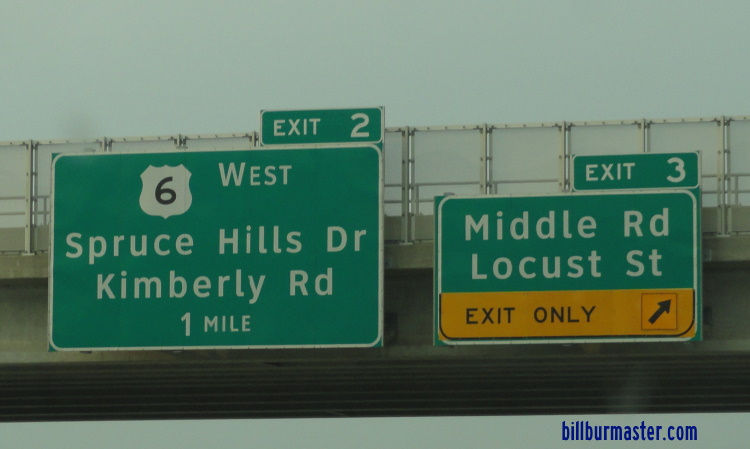 EXIT 2
6 WEST
Spruce Hills Dr
Kimberly Rd
1 MILE
EXIT 3
Middle Rd
Locust St
EXIT ONLY
billburmaster.com